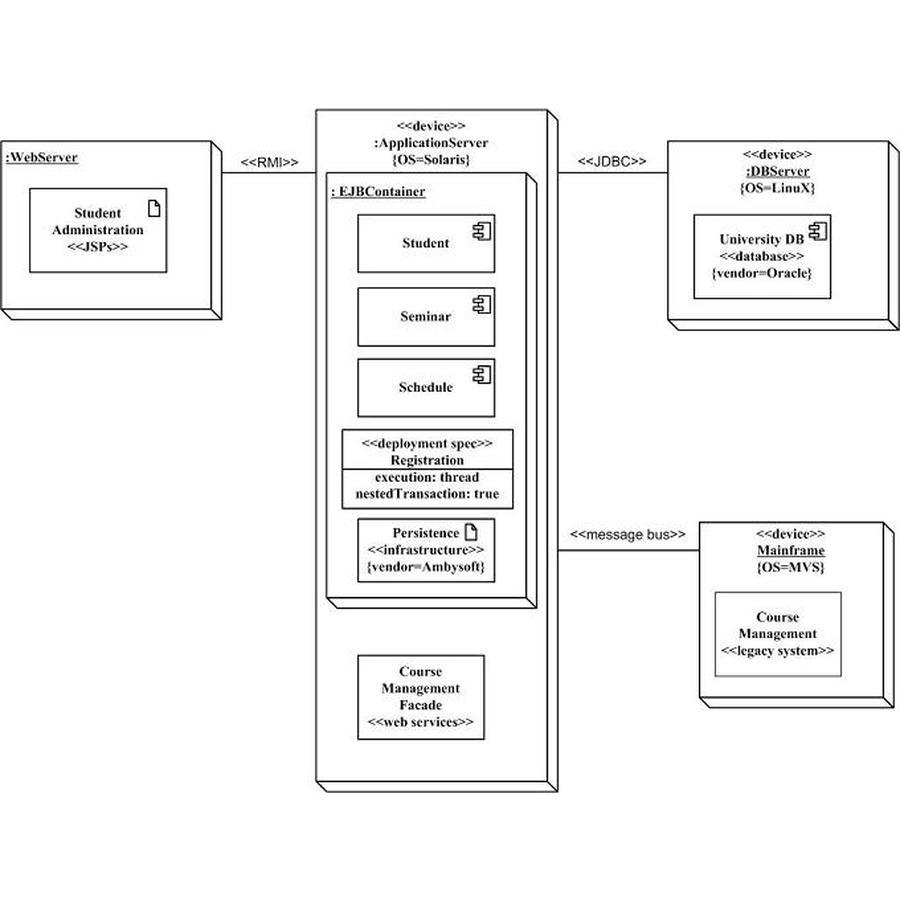 :WebServer
Student
Administration
<<JSPs>>
<<RMI>>
<<device>>
:ApplicationServer
{OS=Solaris}
: EJBContainer
Student
Seminar
Schedule
<<deployment spec>>
Registration
execution: thread
nestedTransaction: true
Persistence
<<infrastructure>>
{vendor=Ambysoft}
Course
Management
Facade
<<web services>>
<<JDBC>>
<<device>>
:DBServer
{OS=LinuX}
University DB
<<database>>
{vendor=Oracle}
<<message bus>>
<<device>>
Mainframe
{OS=MVS}
Course
Management
<<legacy system>>